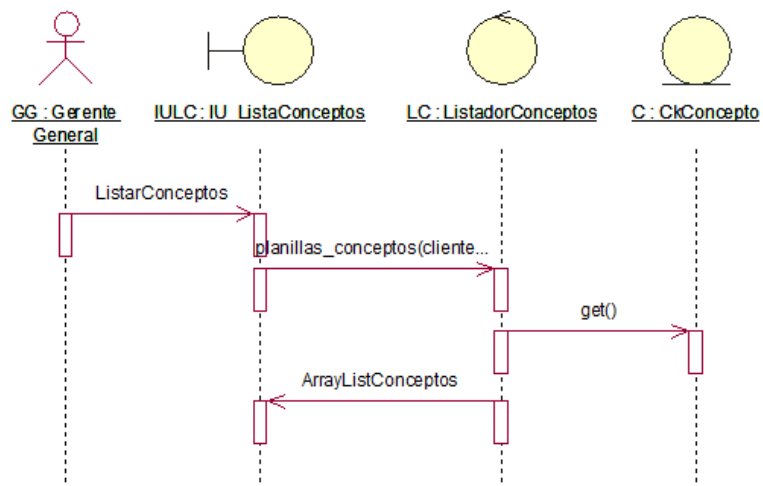 GG : Gerente
General
IULC : IU_ListaConceptos
LC : ListadorConceptos
C : CkConcepto
ListarConceptos
planillas_conceptos(cliente...
get()
ArrayListConceptos